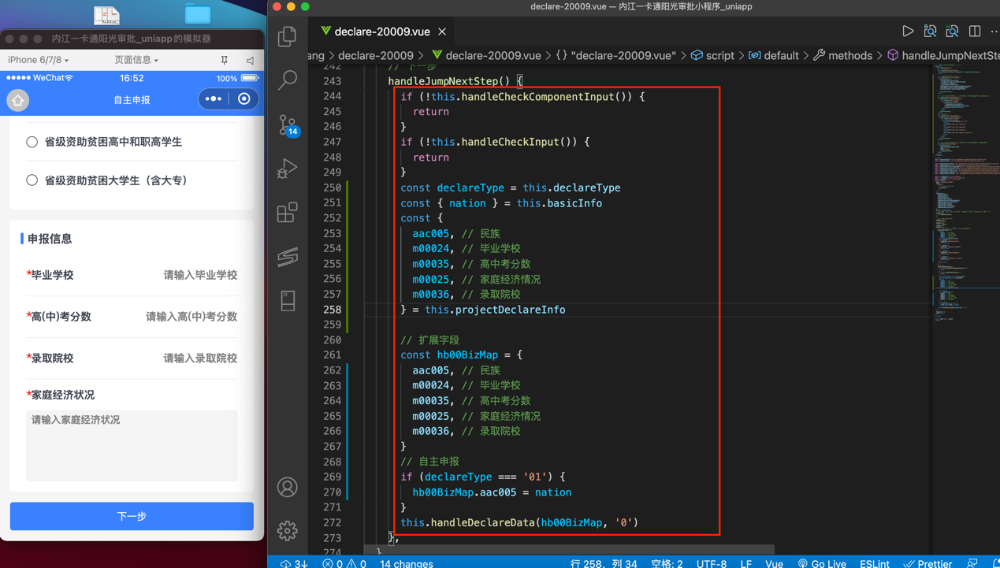 XLSX
内江一卡通阳光审批_uniapp的模拟器
iPhone 6/7/8
页面信息
WeChat
16:52
100%
自主申报
省级资助贫困高中和职高学生
省级资助贫困大学生（含大专）
申报信息
*毕业学校
请输入毕业学校
*高(中)考分数
请输入高(中)考分数
*录取院校
请输入录取院校
*家庭经济状况
请输入家庭经济状况
下一步
declare-20009.vue — 内江一卡通阳光审批小程序_uniapp
declare-20009.vue
ang > declare-20009 > declare-20009.vue > {} "declare-20009.vue" > script > default > methods > handleJumpNextSte
14
242 // 下一步
243 handleJumpNextStep() {
244 if (!this.handleCheckComponentInput()) {
245 return
246 }
247 if (!this.handleCheckInput()) {
248 return
249 }
250 const declareType = this.declareType
251 const { nation } = this.basicInfo
252 const {
253 aac005, // 民族
254 m00024, // 毕业学校
255 m00035, // 高中考分数
256 m00025, // 家庭经济情况
257 m00036, // 录取院校
258 } = this.projectDeclareInfo
259
260 // 扩展字段
261 const hb00BizMap = {
262 aac005, // 民族
263 m00024, // 毕业学校
264 m00035, // 高中考分数
265 m00025, // 家庭经济情况
266 m00036, // 录取院校
267 }
268 // 自主申报
269 if (declareType === '01') {
270 hb00BizMap.aac005 = nation
271 }
272 this.handleDeclareData(hb00BizMap, '0')
273 },
274 }
3↓ 0 0 14 changes 行 258，列 34 空格: 2 UTF-8 LF Vue Go Live ESLint Prettier